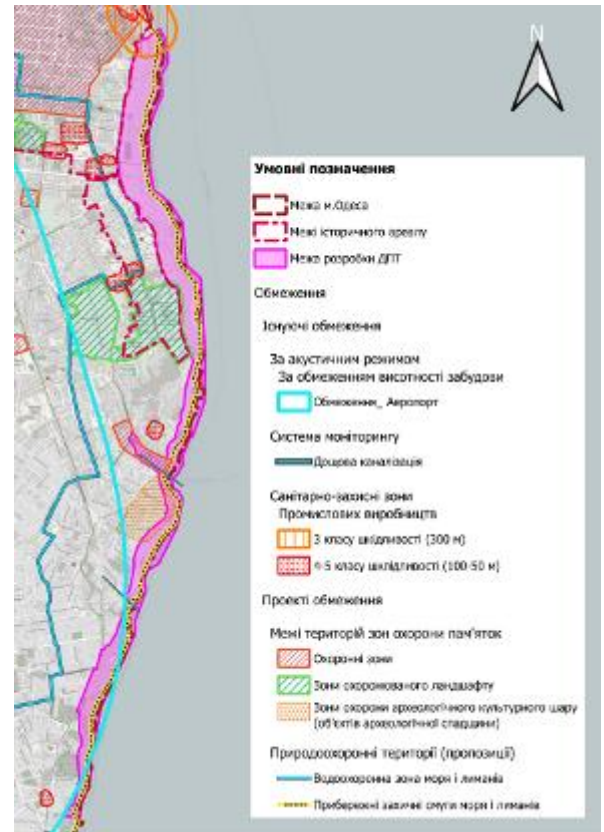 N
Умовні позначення
Межа м.Одеса
Межі історичного ареалу
Межа розробки ДПТ
Обмеження
Існуючі обмеження
За акустичним режимом
За обмеженням висотності забудови
Обмеження_ Аеропорт
Система моніторингу
Дощова каналізація
Санітарно-захисні зони
Промислових виробництв
3 класу шкідливості (300 м)
4-5 класу шкідливості (100-50 м)
Проектні обмеження
Межі територій зон охорони пам'яток
Охоронні зони
Зони охоронюваного ландшафту
Зони охорони археологічного культурного шару
(об'єктів археологічної спадщини)
Природоохоронні території (пропозиції)
Водоохоронна зона моря і лиманів
Прибережні захисні смуги моря і лиманів